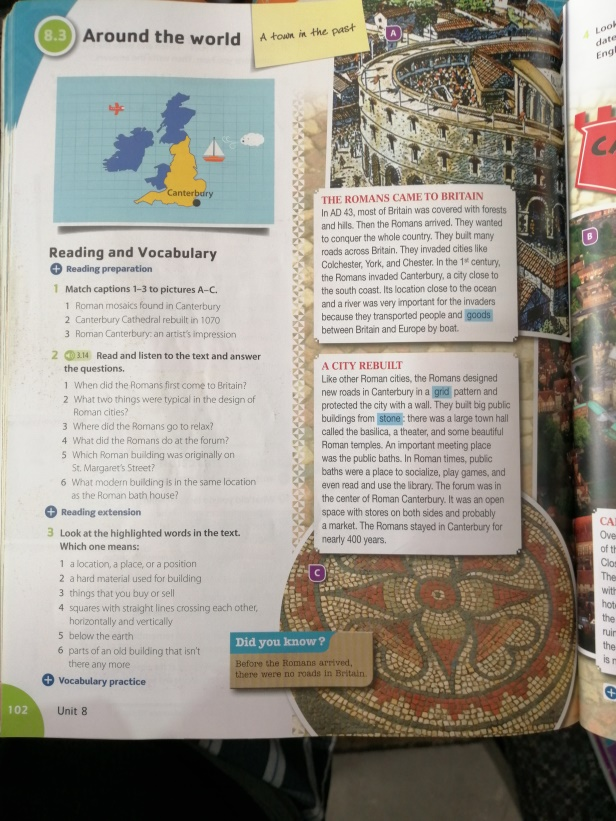 8.3 Around the world
A town in the past
A
Canterbury
Reading and Vocabulary
Reading preparation
1 Match captions 1–3 to pictures A–C.
1 Roman mosaics found in Canterbury
2 Canterbury Cathedral rebuilt in 1070
3 Roman Canterbury: an artist's impression
2 3.14 Read and listen to the text and answer
the questions.
1 When did the Romans first come to Britain?
2 What two things were typical in the design of
Roman cities?
3 Where did the Romans go to relax?
4 What did the Romans do at the forum?
5 Which Roman building was originally on
St. Margaret's Street?
6 What modern building is in the same location
as the Roman bath house?
Reading extension
3 Look at the highlighted words in the text.
Which one means:
1 a location, a place, or a position
2 a hard material used for building
3 things that you buy or sell
4 squares with straight lines crossing each other,
horizontally and vertically
5 below the earth
6 parts of an old building that isn't
there any more
Vocabulary practice
102 Unit 8
THE ROMANS CAME TO BRITAIN
In AD 43, most of Britain was covered with forests
and hills. Then the Romans arrived. They wanted
to conquer the whole country. They built many
roads across Britain. They invaded cities like
Colchester, York, and Chester. In the 1st century,
the Romans invaded Canterbury, a city close to
the south coast. Its location close to the ocean
and a river was very important for the invaders
because they transported people and goods
between Britain and Europe by boat.
A CITY REBUILT
Like other Roman cities, the Romans designed
new roads in Canterbury in a grid pattern and
protected the city with a wall. They built big public
buildings from stone: there was a large town hall
called the basilica, a theater, and some beautiful
Roman temples. An important meeting place
was the public baths. In Roman times, public
baths were a place to socialize, play games, and
even read and use the library. The forum was in
the center of Roman Canterbury. It was an open
space with stores on both sides and probably
a market. The Romans stayed in Canterbury for
nearly 400 years.
C
Did you know?
Before the Romans arrived,
there were no roads in Britain.
4 Look
date
Engl
CA
B
CA
Ove
of th
Clos
The
with
hote
the
ruin
the
is n